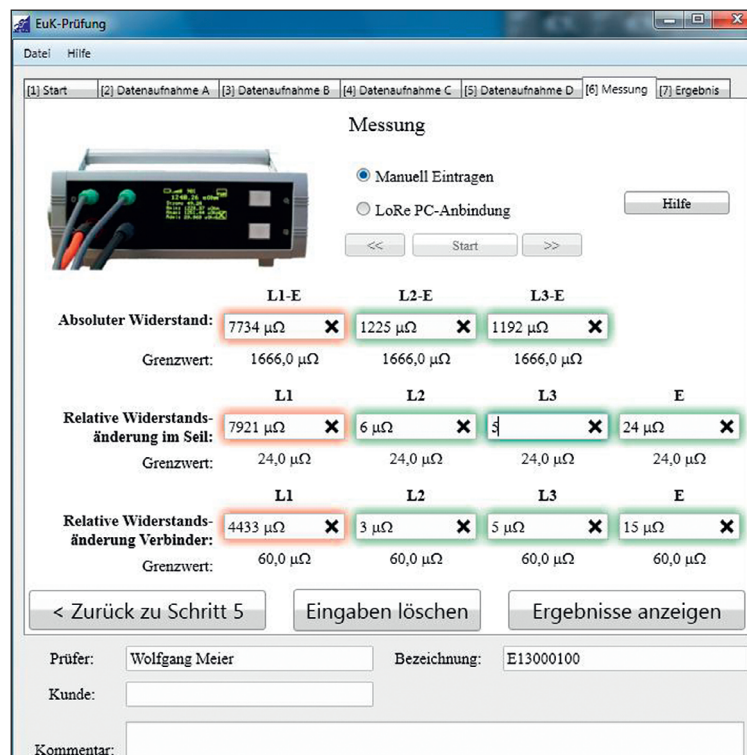 EuK-Prüfung
Datei Hilfe
[1] Start [2] Datenaufnahme A [3] Datenaufnahme B [4] Datenaufnahme C [5] Datenaufnahme D [6] Messung [7] Ergebnis
Messung
Manuell Eintragen
LoRe PC-Anbindung
Hilfe
<< Start >>
L1-E L2-E L3-E
Absoluter Widerstand: 7734 µΩ 1225 µΩ 1192 µΩ
Grenzwert: 1666,0 µΩ 1666,0 µΩ 1666,0 µΩ
L1 L2 L3 E
Relative Widerstands-
änderung im Seil: 7921 µΩ 6 µΩ 5 24 µΩ
Grenzwert: 24,0 µΩ 24,0 µΩ 24,0 µΩ 24,0 µΩ
L1 L2 L3 E
Relative Widerstands-
änderung Verbinder: 4433 µΩ 3 µΩ 5 µΩ 15 µΩ
Grenzwert: 60,0 µΩ 60,0 µΩ 60,0 µΩ 60,0 µΩ
< Zurück zu Schritt 5 Eingaben löschen Ergebnisse anzeigen
Prüfer: Wolfgang Meier Bezeichnung: E13000100
Kunde:
Kommentar: